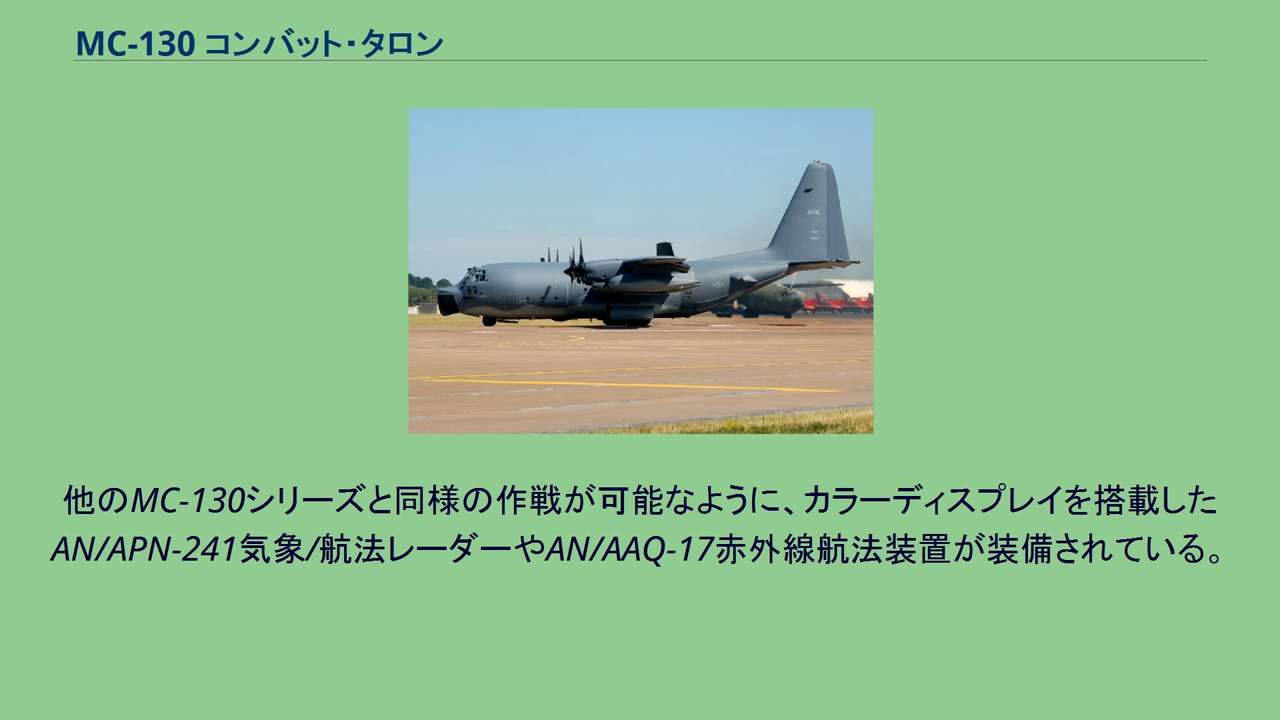 MC-130 コンバット・タロン
AFRC
他のMC-130シリーズと同様の作戦が可能なように、カラーディスプレイを搭載した
AN/APN-241気象/航法レーダーやAN/AAQ-17赤外線航法装置が装備されている。